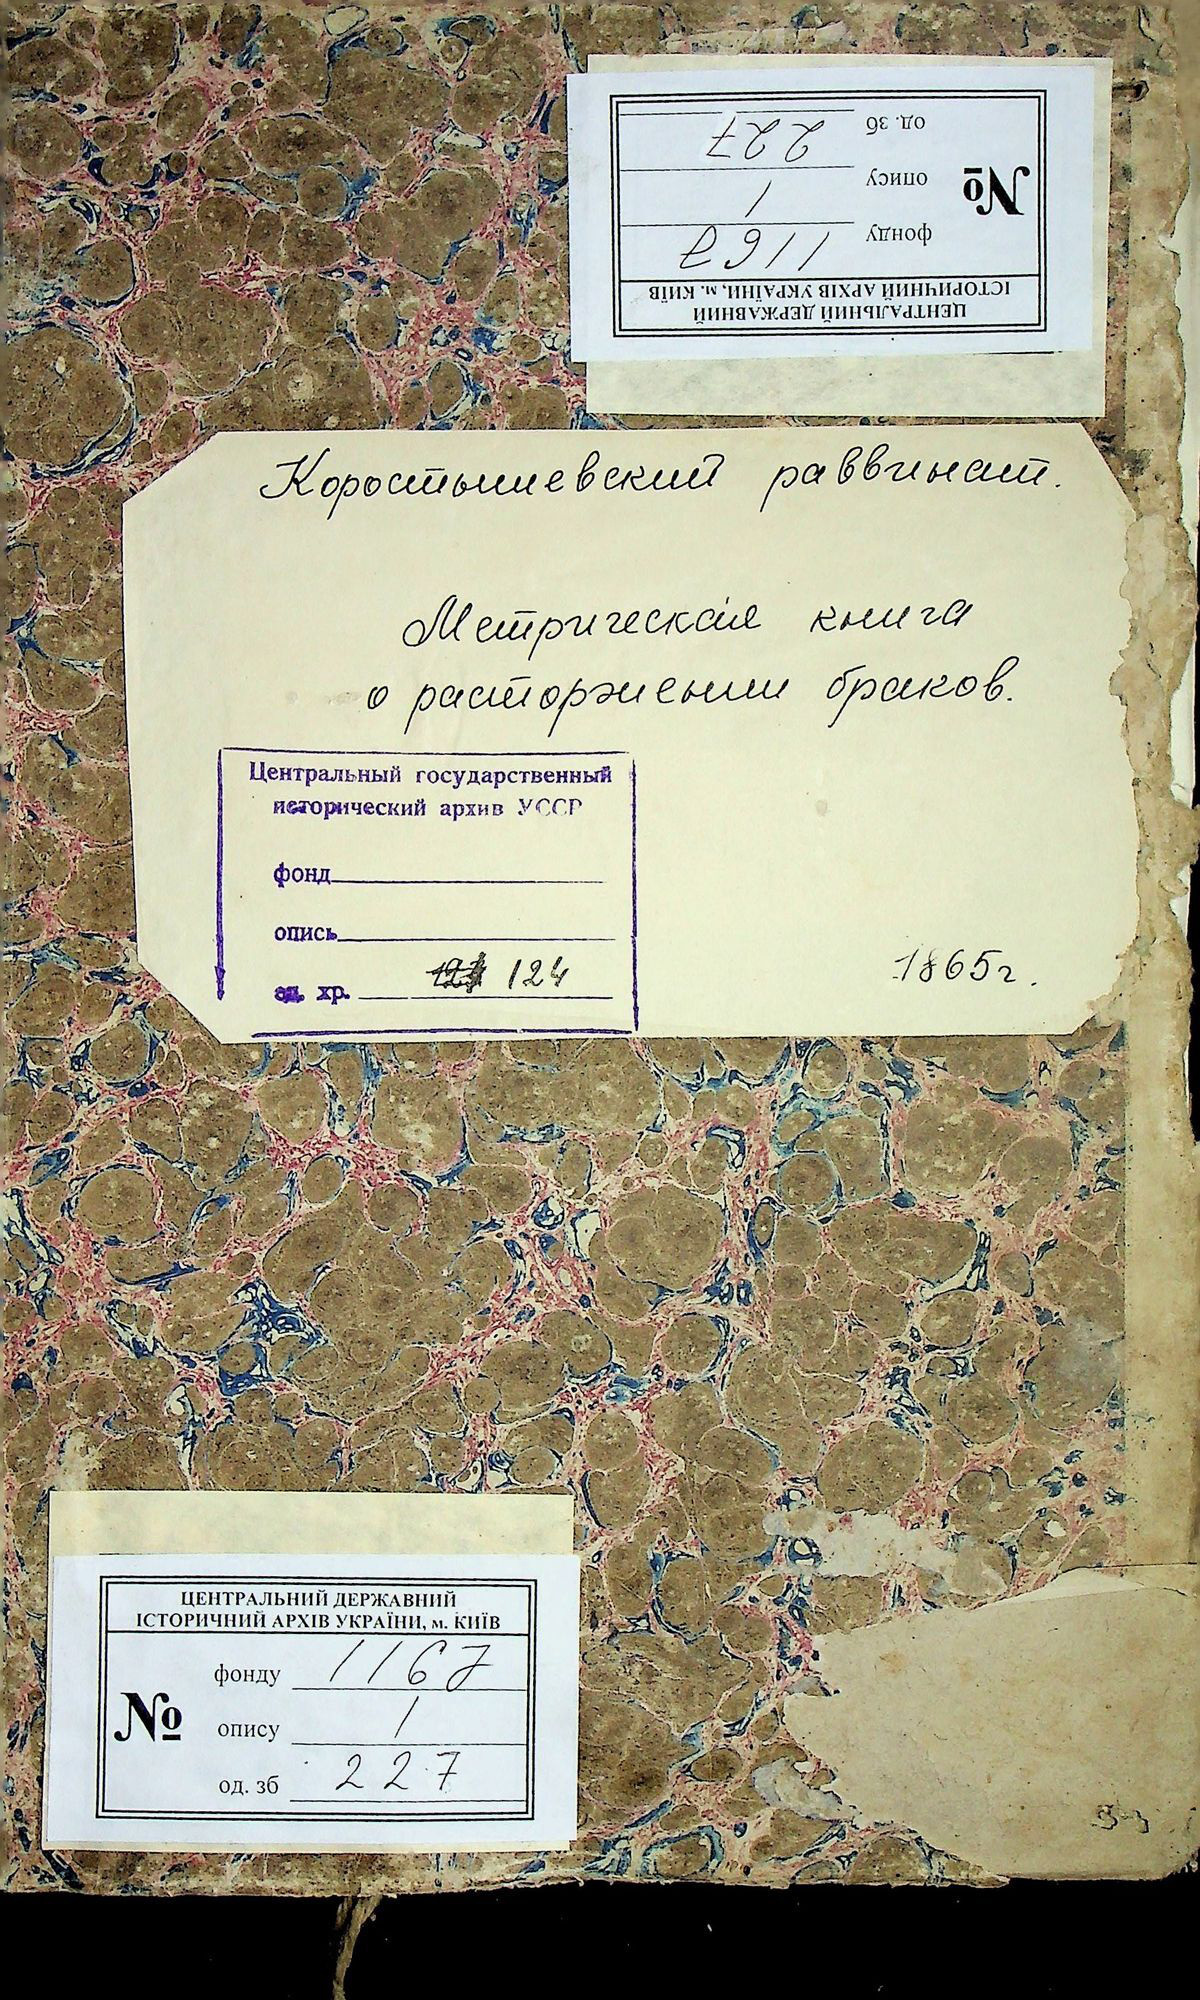 ЦЕНТРАЛЬНИЙ ДЕРЖАВНИЙ
ІСТОРИЧНИЙ АРХІВ УКРАЇНИ, м. КИЇВ
№
фонду 1167
опису 1
од. зб 227
Коростышевский раввинат.
Метрическая книга
о расторжении браков.
Центральный государственный
исторический архив УССР
фонд
опись
ед. хр. 124
1865г.
ЦЕНТРАЛЬНИЙ ДЕРЖАВНИЙ
ІСТОРИЧНИЙ АРХІВ УКРАЇНИ, м. КИЇВ
№
фонду 1167
опису 1
од. зб 227